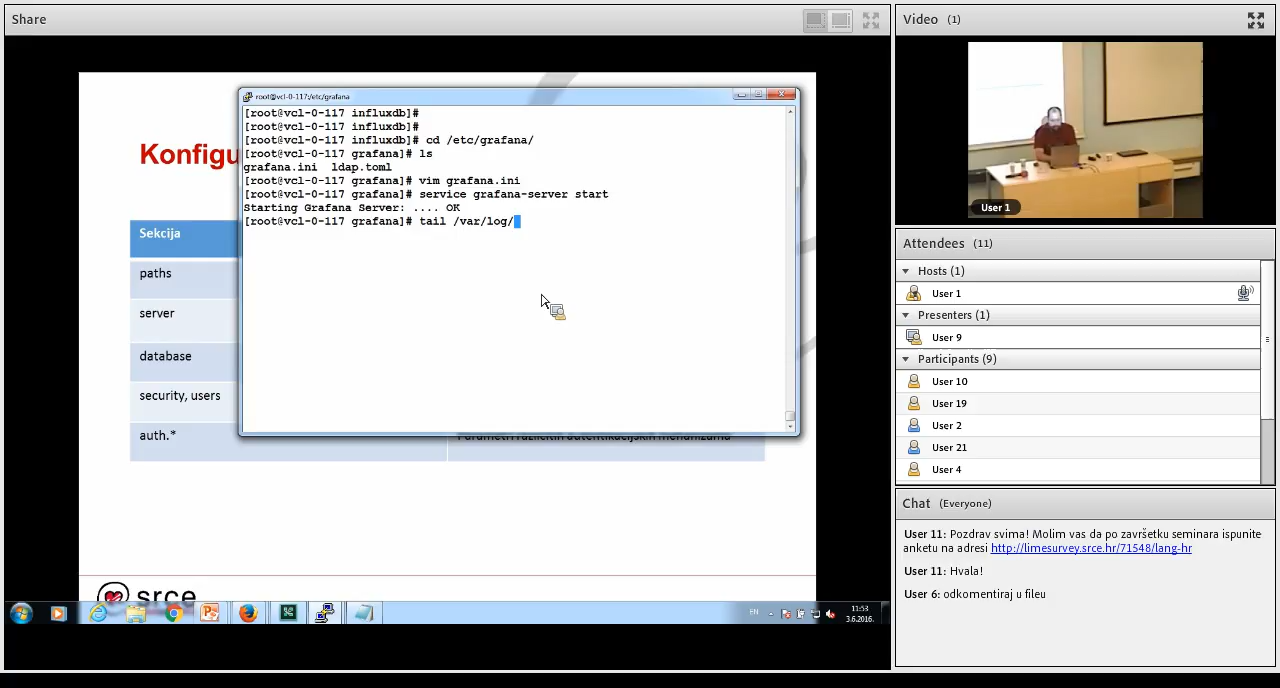 Share
Konfigu
Sekcija
paths
server
database
security, users
auth.*
root@vcl-0-117:/etc/grafana
[root@vcl-0-117 influxdb]#
[root@vcl-0-117 influxdb]#
[root@vcl-0-117 influxdb]# cd /etc/grafana/
[root@vcl-0-117 grafana]# ls
grafana.ini  ldap.toml
[root@vcl-0-117 grafana]# vim grafana.ini
[root@vcl-0-117 grafana]# service grafana-server start
Starting Grafana Server: .... OK
[root@vcl-0-117 grafana]# tail /var/log/
srce
EN
11:53
3.6.2016.
Video (1)
User 1
Attendees (11)
Hosts (1)
User 1
Presenters (1)
User 9
Participants (9)
User 10
User 19
User 2
User 21
User 4
Chat (Everyone)
User 11: Pozdrav svima! Molim vas da po završetku seminara ispunite
anketu na adresi http://limesurvey.srce.hr/71548/lang-hr
User 11: Hvala!
User 6: odkomentiraj u fileu